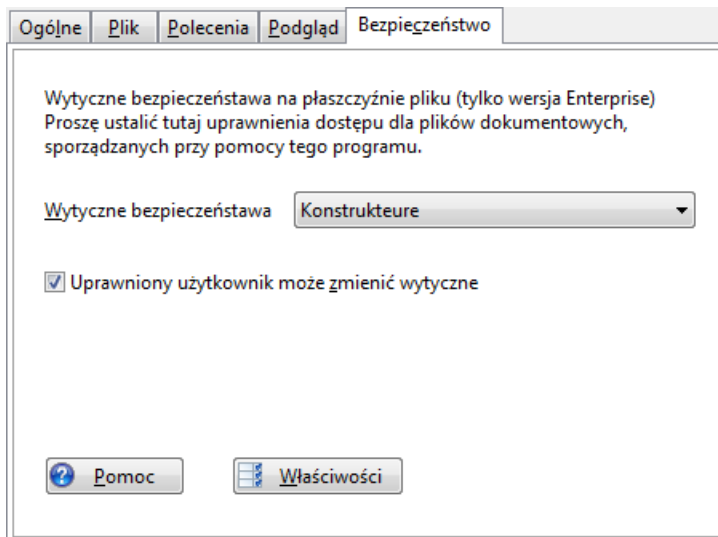 Ogólne Plik Polecenia Podgląd Bezpieczeństwo
Wytyczne bezpieczeństawa na płaszczyźnie pliku (tylko wersja Enterprise)
Proszę ustalić tutaj uprawnienia dostępu dla plików dokumentowych,
sporządzanych przy pomocy tego programu.
Wytyczne bezpieczeństawa Konstrukteure
Uprawniony użytkownik może zmienić wytyczne
Pomoc Właściwości